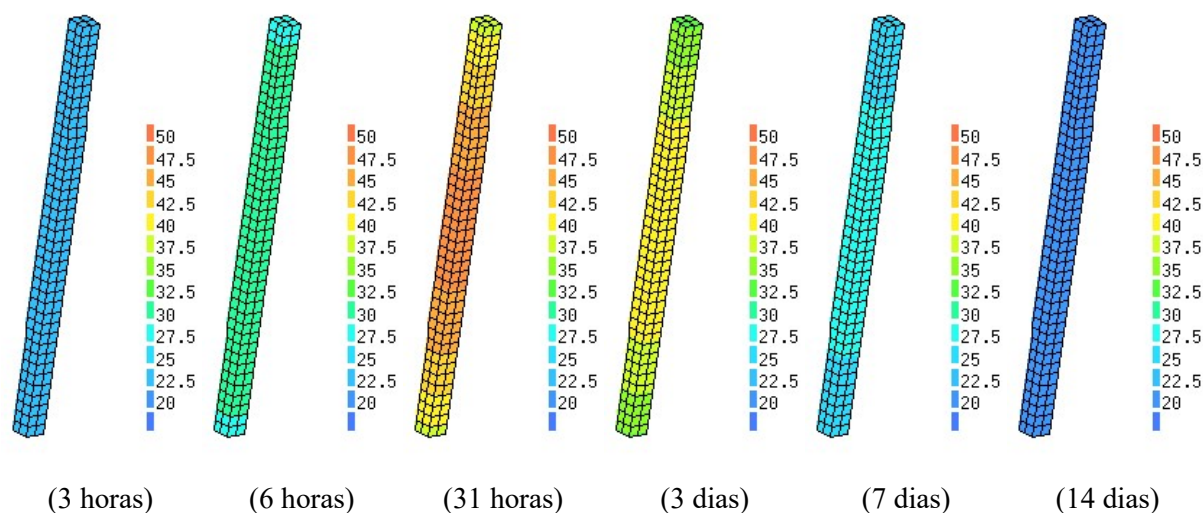 50 50 50 50 50 50
47.5 47.5 47.5 47.5 47.5 47.5
45 45 45 45 45 45
42.5 42.5 42.5 42.5 42.5 42.5
40 40 40 40 40 40
37.5 37.5 37.5 37.5 37.5 37.5
35 35 35 35 35 35
32.5 32.5 32.5 32.5 32.5 32.5
30 30 30 30 30 30
27.5 27.5 27.5 27.5 27.5 27.5
25 25 25 25 25 25
22.5 22.5 22.5 22.5 22.5 22.5
20 20 20 20 20 20
(3 horas) (6 horas) (31 horas) (3 dias) (7 dias) (14 dias)